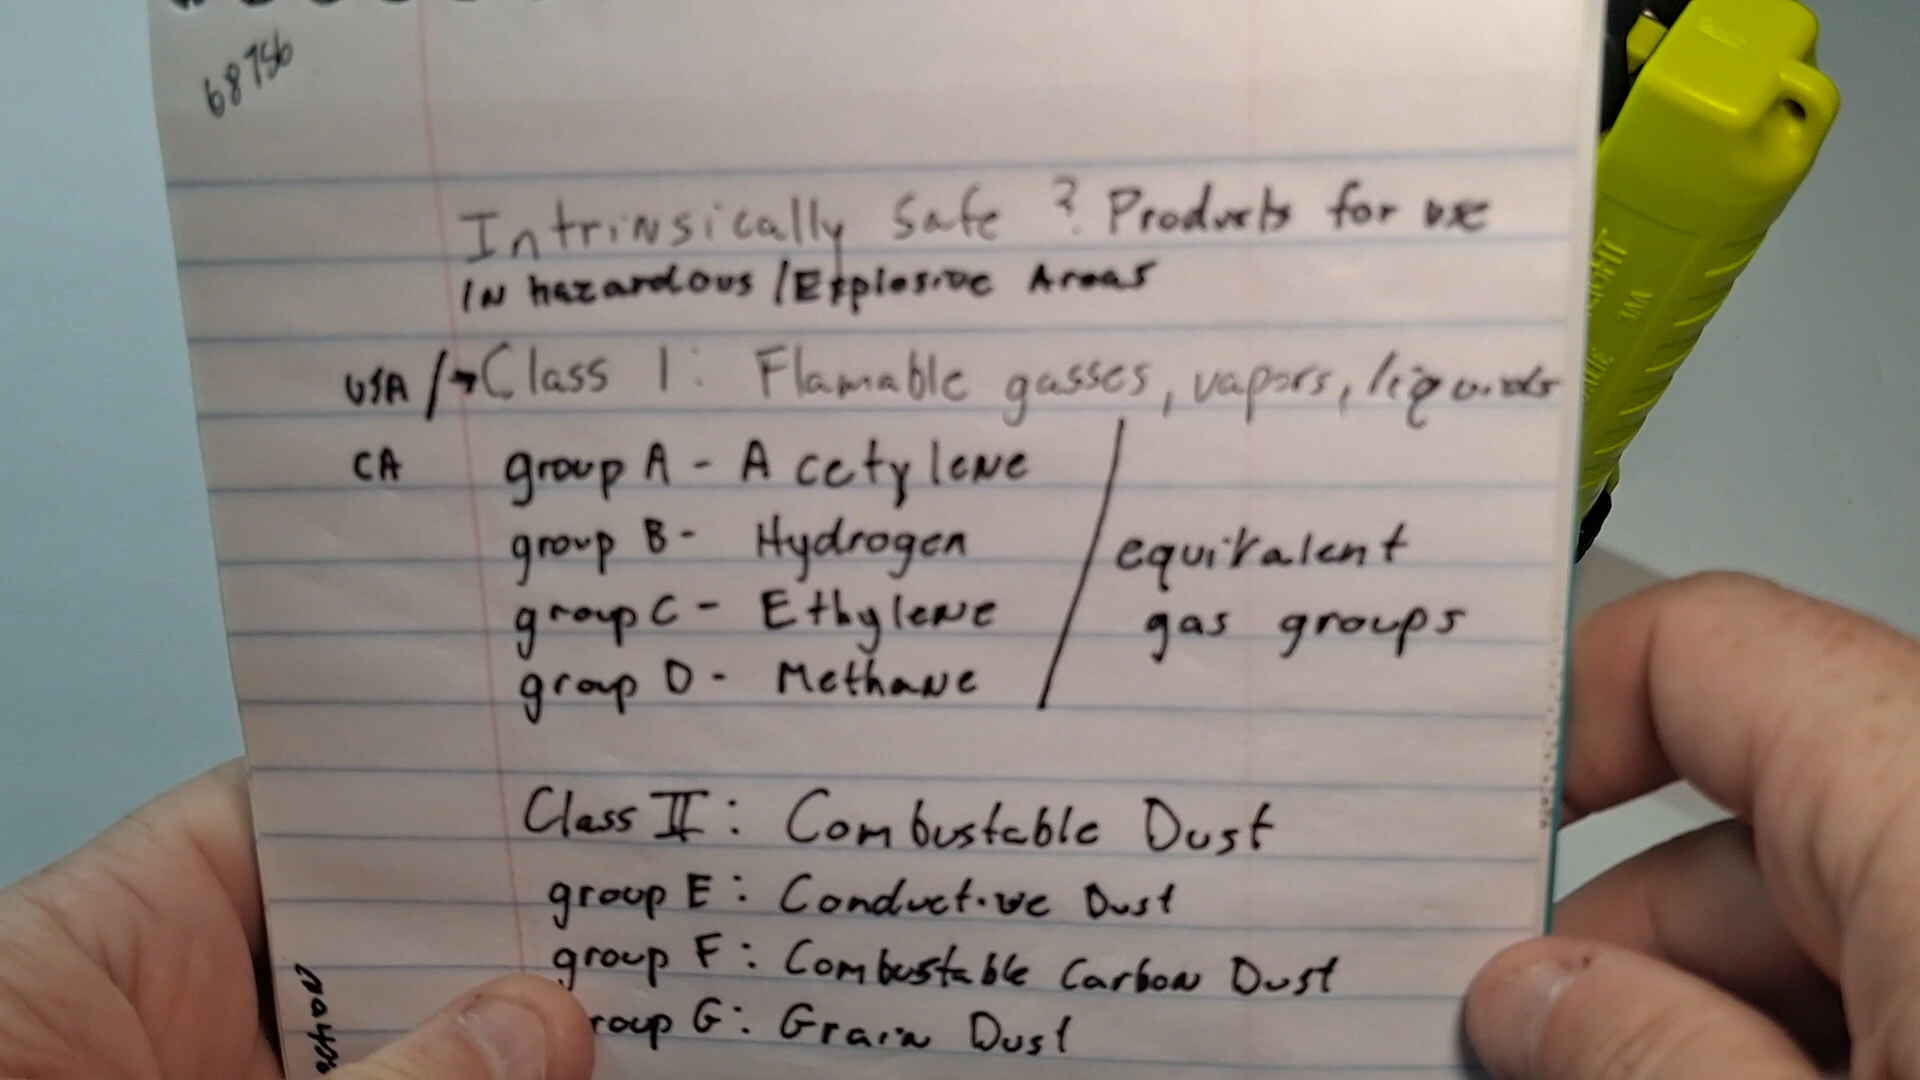 68756
Intrinsically Safe ? Products for use
IN hazardous / Explosive Areas
USA / → Class 1: Flamable gasses, vapors, liquids
CA group A - Acetylene
group B - Hydrogen
group C - Ethylene
group D - Methane
/ equivalent
gas groups
Class II: Combustable Dust
group E: Conductive Dust
group F: Combustable Carbon Dust
group G: Grain Dust
3AA